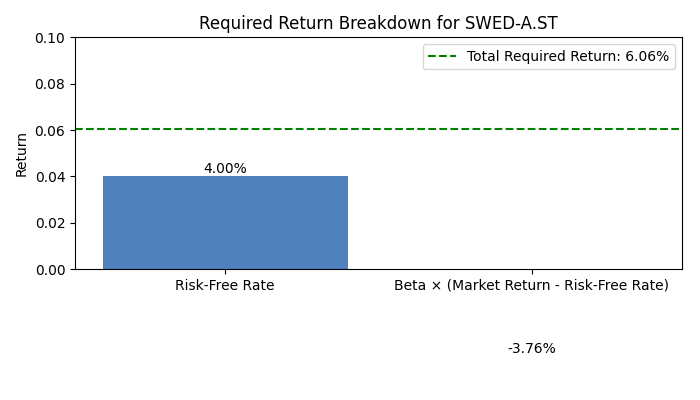 Required Return Breakdown for SWED-A.ST
Total Required Return: 6.06%
Return
0.10
0.08
0.06
0.04
0.02
0.00
4.00%
Risk-Free Rate
Beta × (Market Return - Risk-Free Rate)
-3.76%